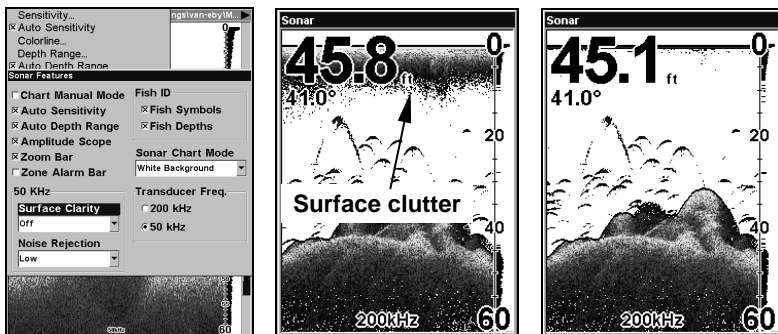 Sensitivity...
Auto Sensitivity
Colorline...
Depth Range...
Auto Depth Range
ngs\van-eby\M...
0
Sonar Features
Chart Manual Mode
Auto Sensitivity
Auto Depth Range
Amplitude Scope
Zoom Bar
Zone Alarm Bar
Fish ID
Fish Symbols
Fish Depths
Sonar Chart Mode
White Background
50 KHz
Surface Clarity
Off
Noise Rejection
Low
Transducer Freq.
200 kHz
50 kHz
60
Sonar
45.8 ft
41.0°
0
20
Surface clutter
40
200kHz
60
Sonar
45.1 ft
41.0°
0
20
40
200kHz
60